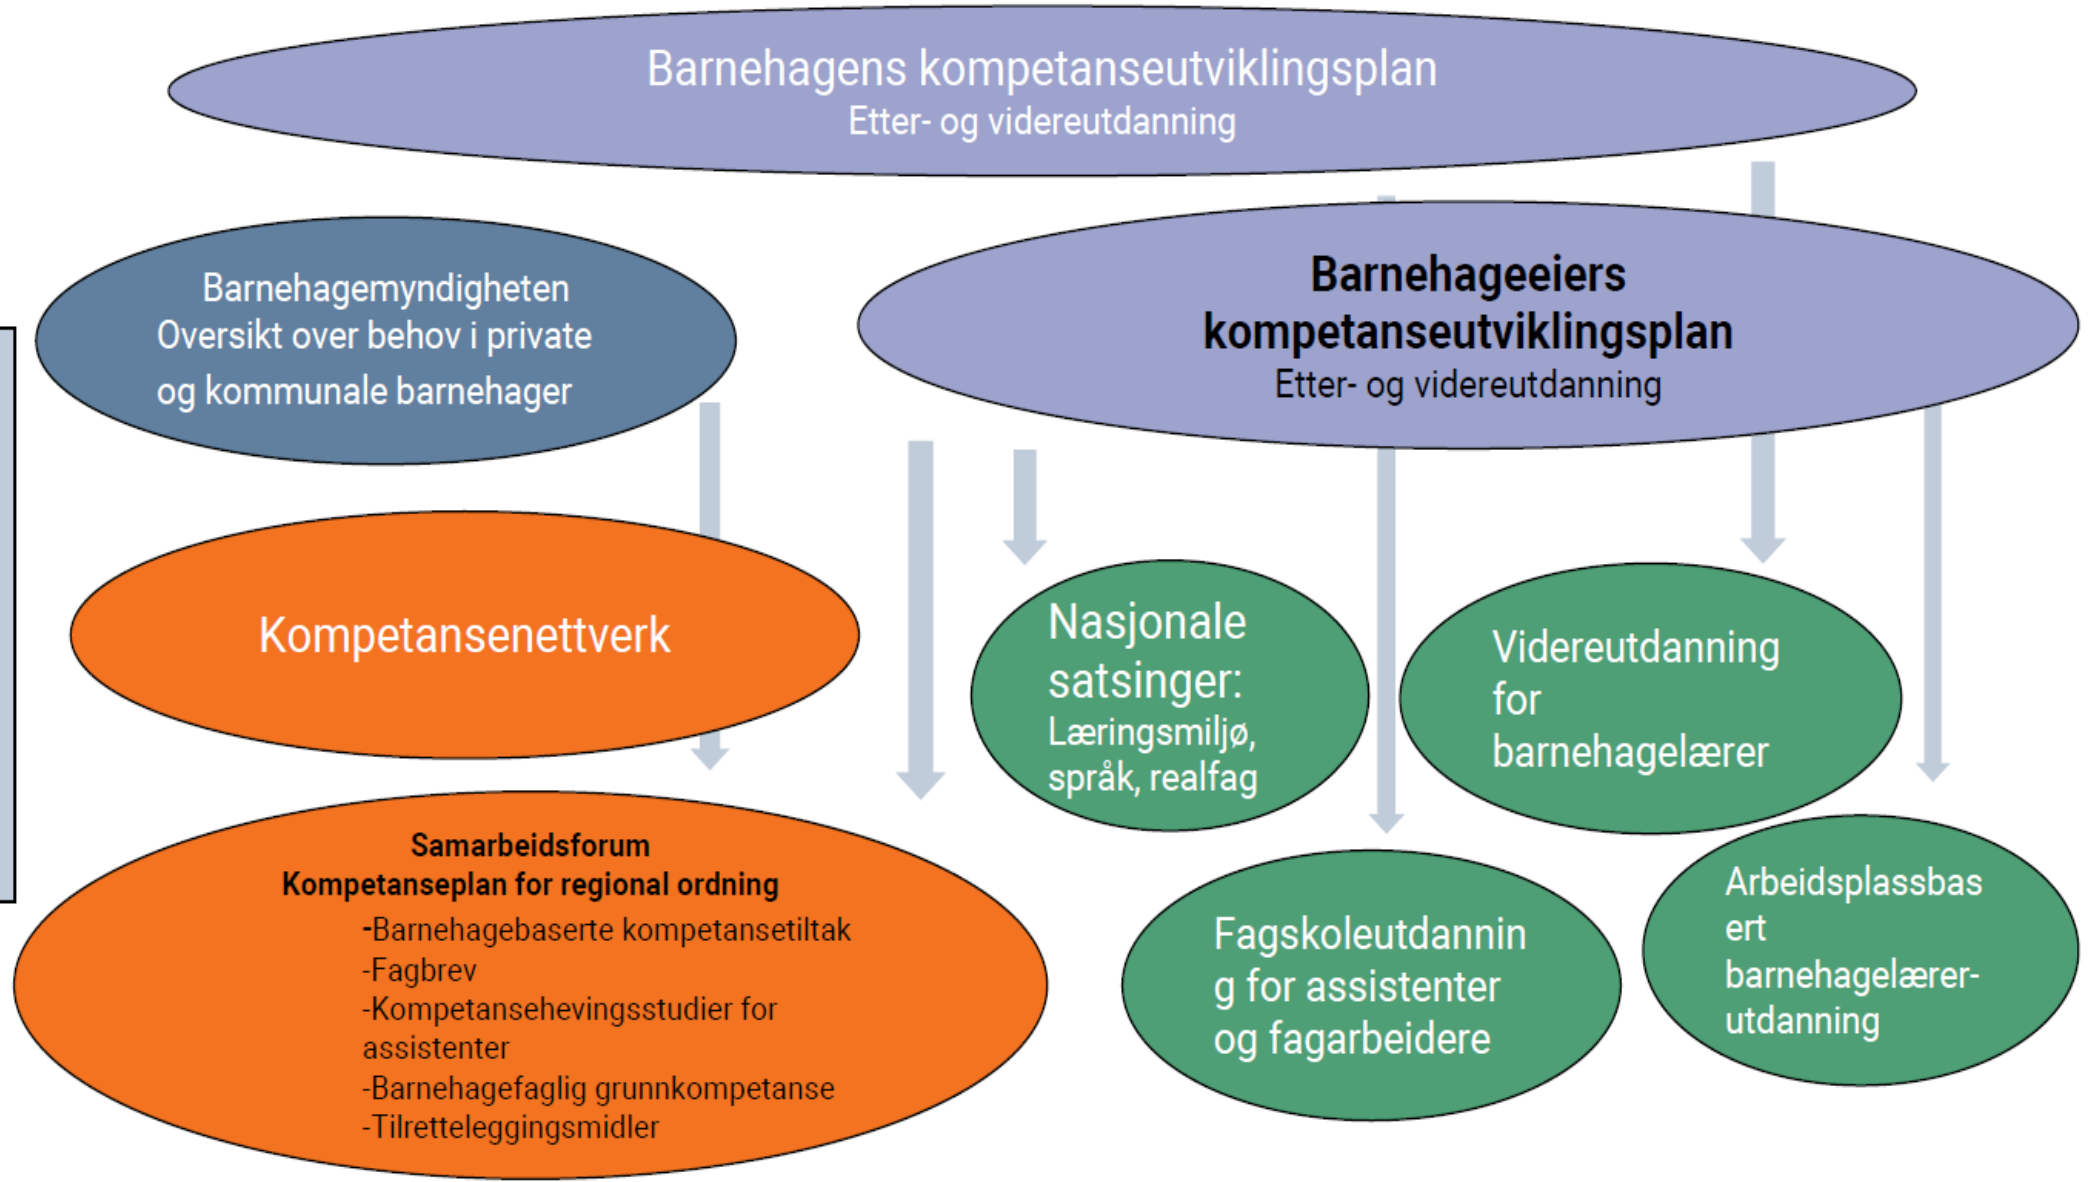 Barnehagens kompetanseutviklingsplan
Etter- og videreutdanning
Barnehagemyndigheten
Oversikt over behov i private
og kommunale barnehager
Barnehageeiers
kompetanseutviklingsplan
Etter- og videreutdanning
Kompetansenettverk
Nasjonale
satsinger:
Læringsmiljø,
språk, realfag
Videreutdanning
for
barnehagelærer
Samarbeidsforum
Kompetanseplan for regional ordning
-Barnehagebaserte kompetansetiltak
-Fagbrev
-Kompetansehevingsstudier for
assistenter
-Barnehagefaglig grunnkompetanse
-Tilretteleggingsmidler
Fagskoleutdannin
g for assistenter
og fagarbeidere
Arbeidsplassbas
ert
barnehagelærer-
utdanning